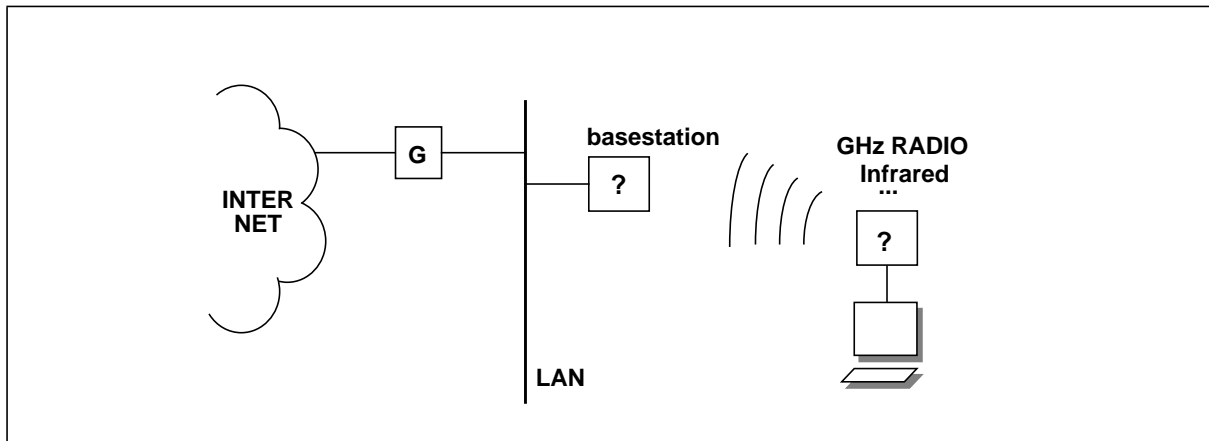 INTER
NET
G
basestation
?
LAN
GHz RADIO
Infrared
...
?